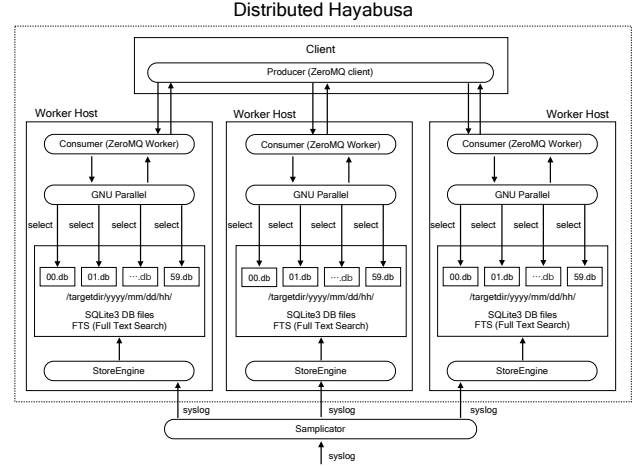 Distributed Hayabusa
Client
Producer (ZeroMQ client)
Worker Host
Worker Host
Worker Host
Consumer (ZeroMQ Worker)
Consumer (ZeroMQ Worker)
Consumer (ZeroMQ Worker)
GNU Parallel
GNU Parallel
GNU Parallel
select select select select
select select select select
select select select select
00.db 01.db ….db 59.db
00.db 01.db ….db 59.db
00.db 01.db ….db 59.db
/targetdir/yyyy/mm/dd/hh/
/targetdir/yyyy/mm/dd/hh/
/targetdir/yyyy/mm/dd/hh/
SQLite3 DB files
FTS (Full Text Search)
SQLite3 DB files
FTS (Full Text Search)
SQLite3 DB files
FTS (Full Text Search)
StoreEngine
StoreEngine
StoreEngine
syslog
syslog
syslog
Samplicator
syslog